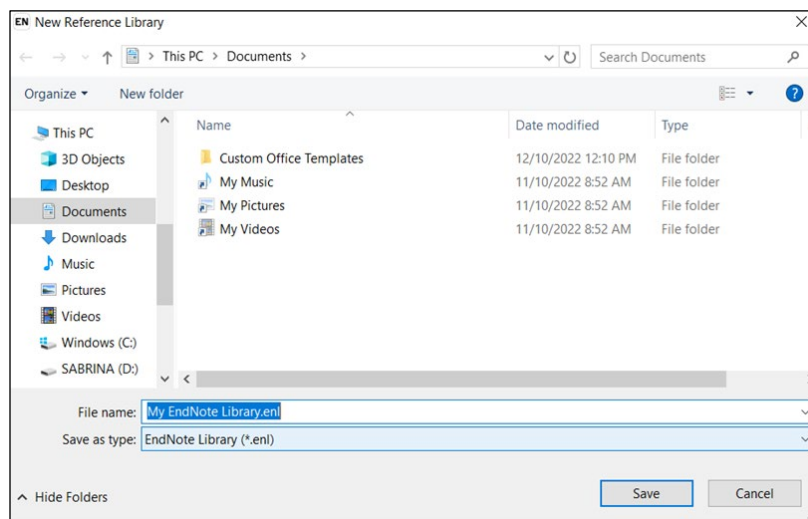 EN New Reference Library
This PC > Documents >
Search Documents
Organize
New folder
This PC
3D Objects
Desktop
Documents
Downloads
Music
Pictures
Videos
Windows (C:)
SABRINA (D:)
Name Date modified Type
Custom Office Templates 12/10/2022 12:10 PM File folder
My Music 11/10/2022 8:52 AM File folder
My Pictures 11/10/2022 8:52 AM File folder
My Videos 11/10/2022 8:52 AM File folder
File name: My EndNote Library.enl
Save as type: EndNote Library (*.enl)
Hide Folders
Save
Cancel